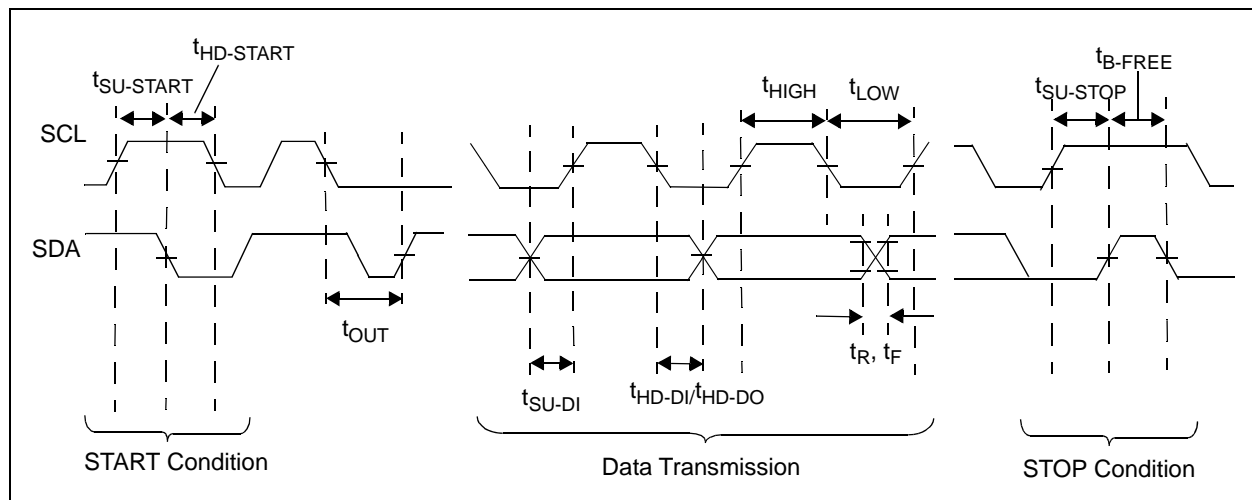 tHD-START
tSU-START
tB-FREE
tSU-STOP
tHIGH
tLOW
SCL
SDA
tOUT
tR, tF
tSU-DI
tHD-DI/tHD-DO
START Condition
Data Transmission
STOP Condition